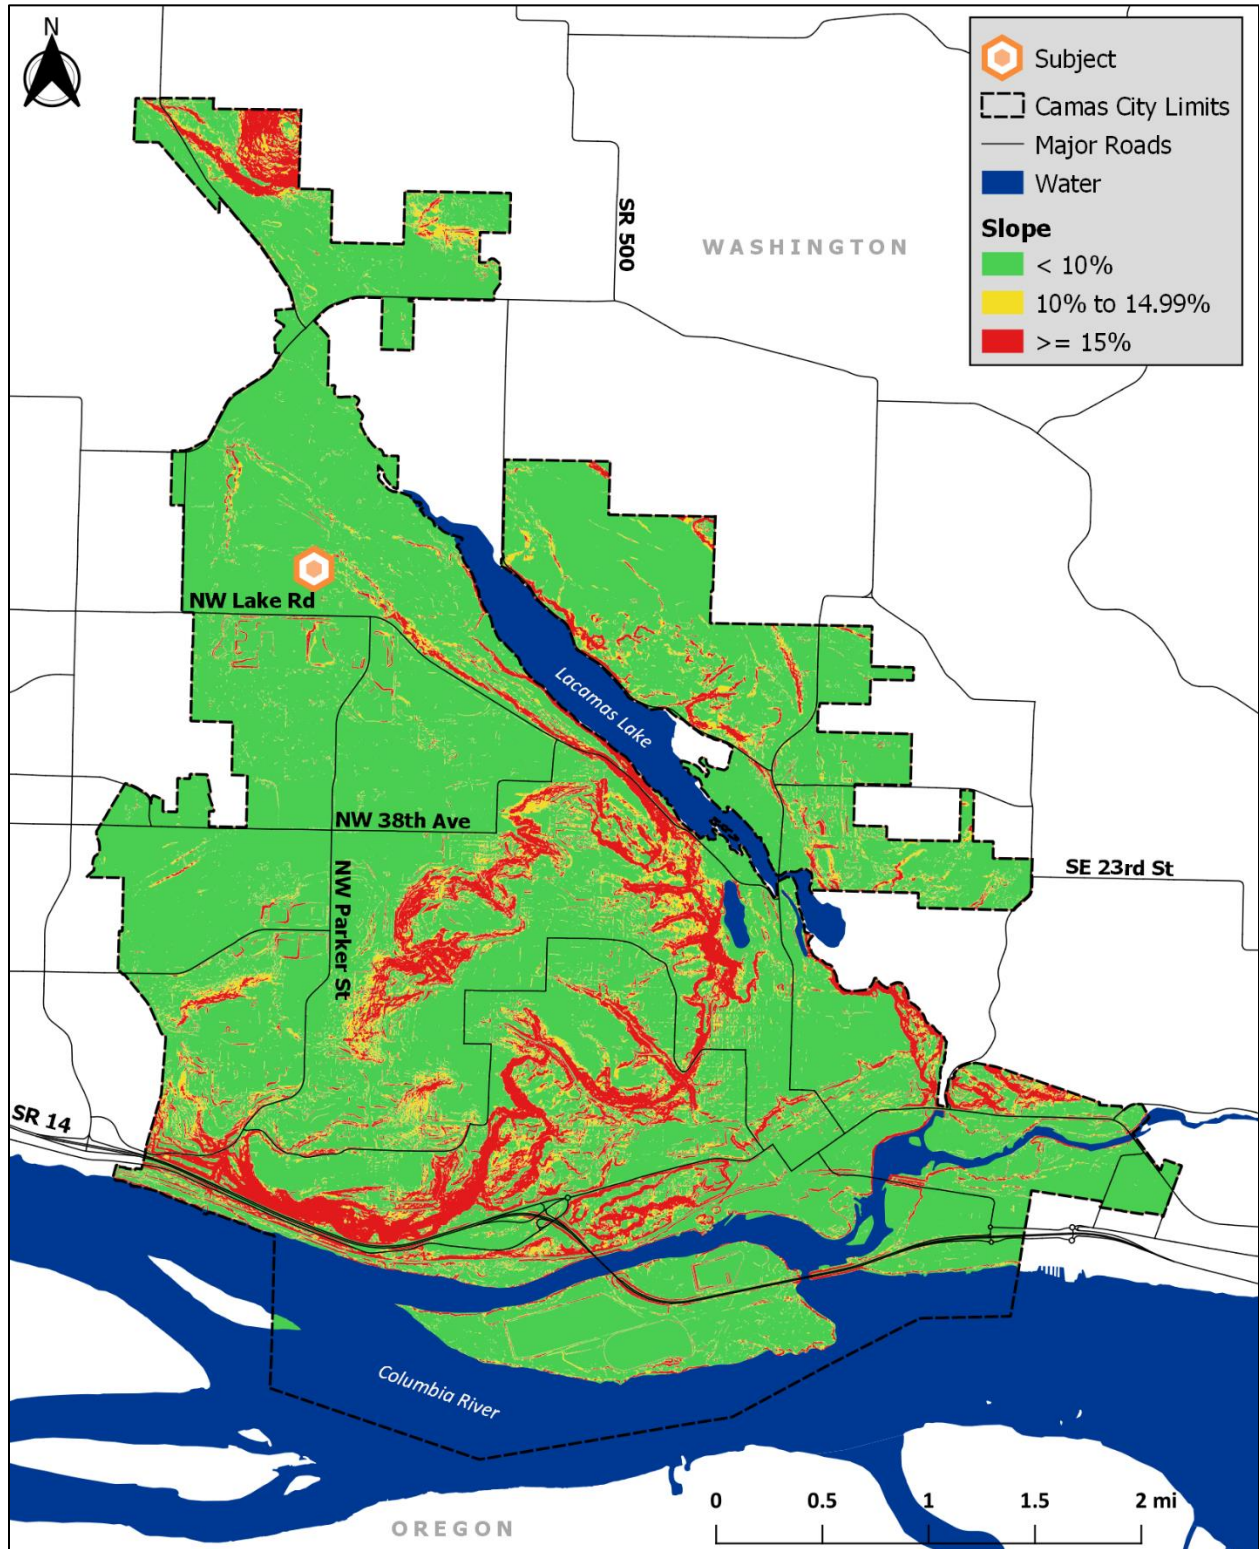 N
Subject
Camas City Limits
Major Roads
Water
Slope
< 10%
10% to 14.99%
>= 15%
SR 500
WASHINGTON
NW Lake Rd
Lacamas Lake
NW 38th Ave
NW Parker St
SE 23rd St
SR 14
Columbia River
0 0.5 1 1.5 2 mi
OREGON